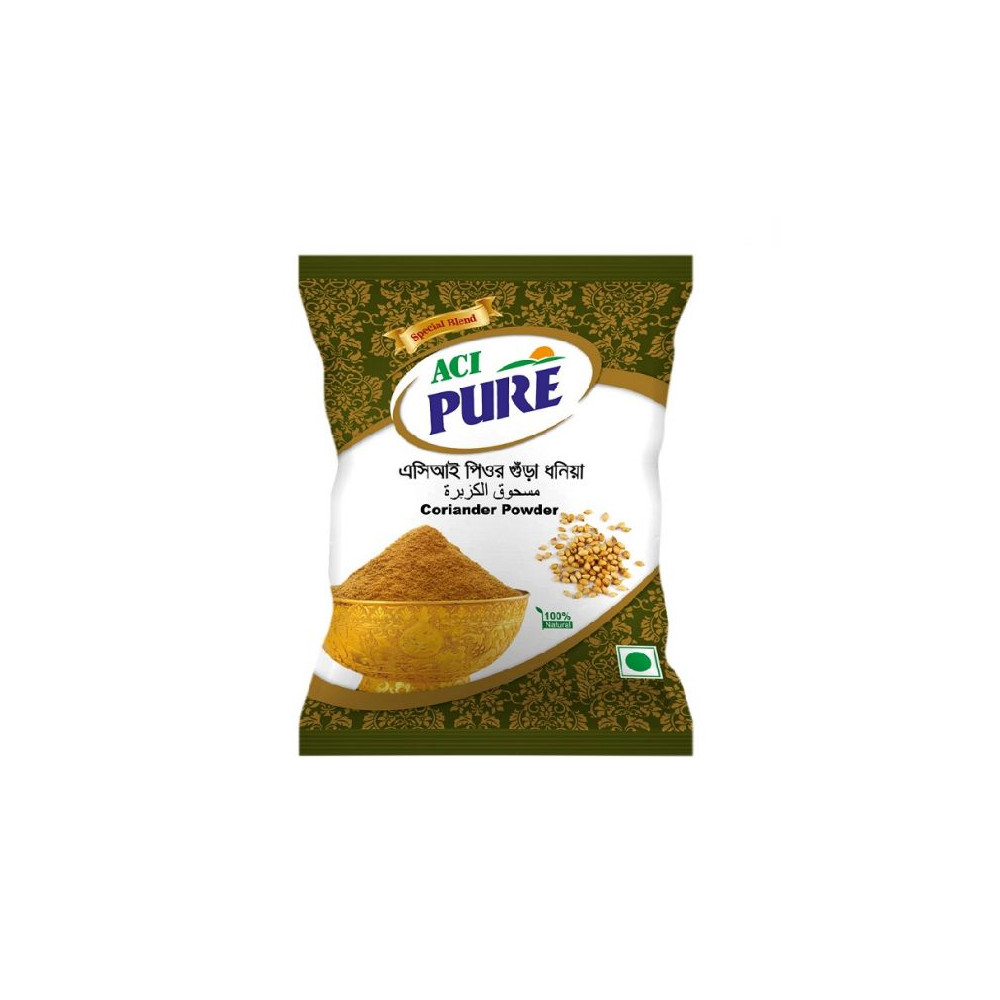 Special Blend
ACI
PURE
এসিআই পিওর গুঁড়া ধনিয়া
مسحوق الكزبرة
Coriander Powder
100%
Natural